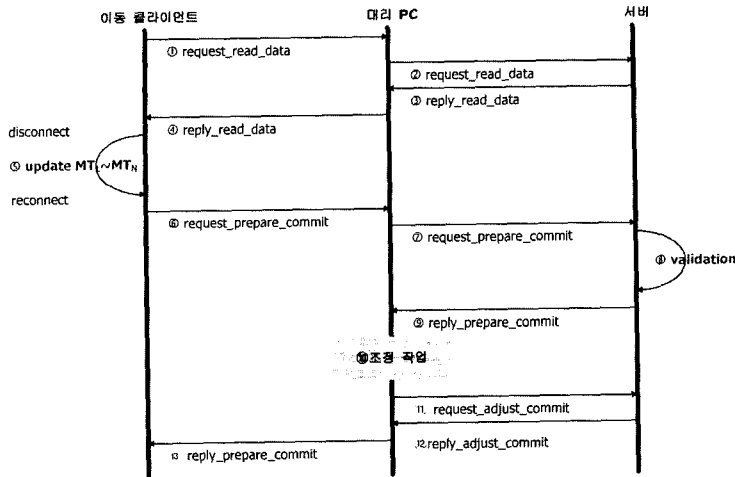 이동 클라이언트
대리 PC
서버
① request_read_data
② request_read_data
③ reply_read_data
④ reply_read_data
disconnect
⑤ update MT₁~MT_N
reconnect
⑥ request_prepare_commit
⑦ request_prepare_commit
⑧ validation
⑨ reply_prepare_commit
⑩조정 작업
11. request_adjust_commit
12.reply_adjust_commit
13 reply_prepare_commit